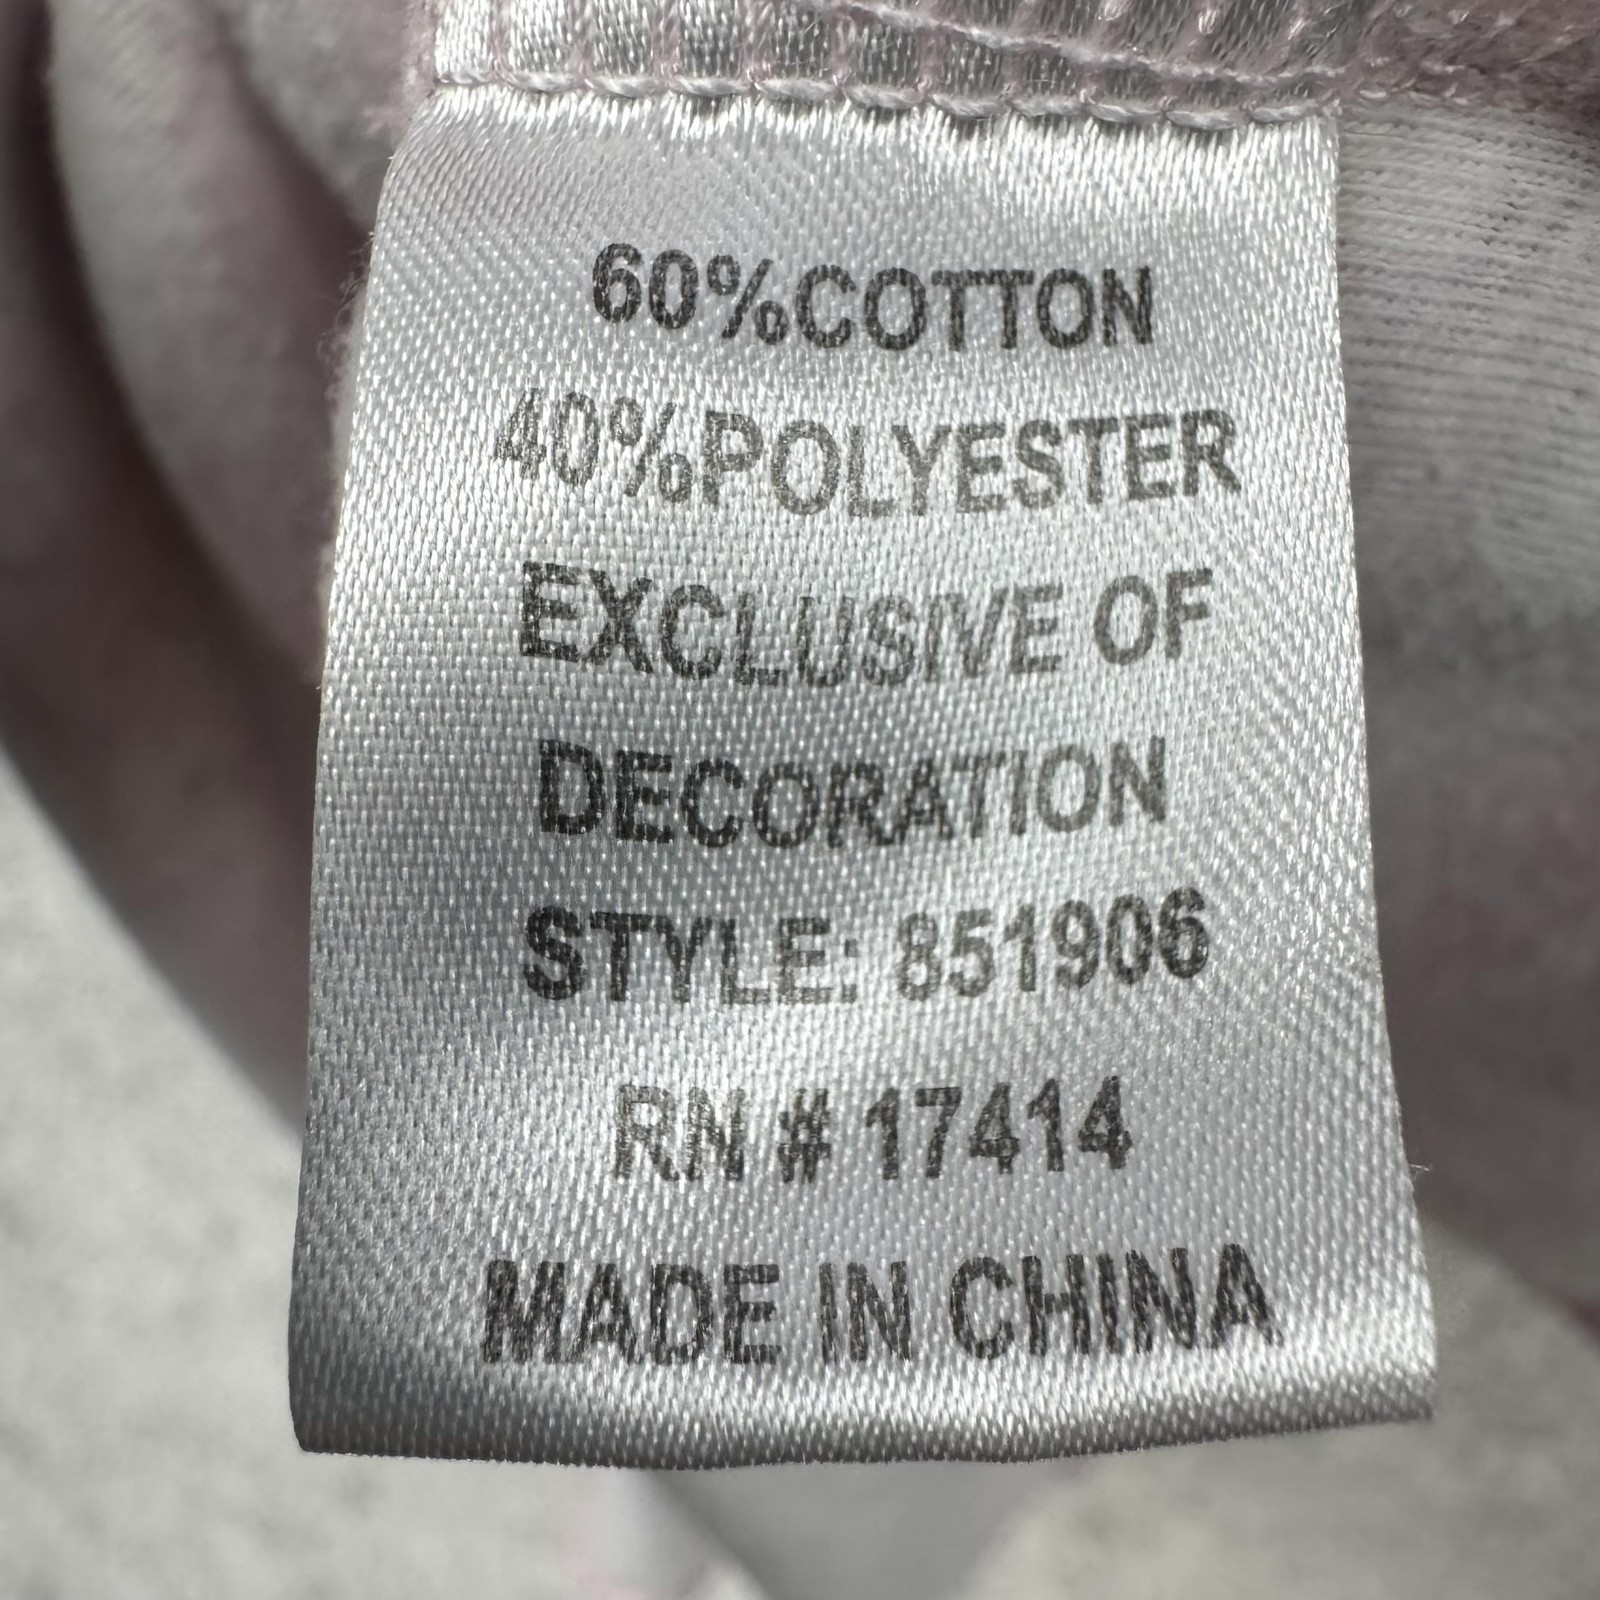 60%COTTON
40%POLYESTER
EXCLUSIVE OF
DECORATION
STYLE: 851906
RN # 17414
MADE IN CHINA